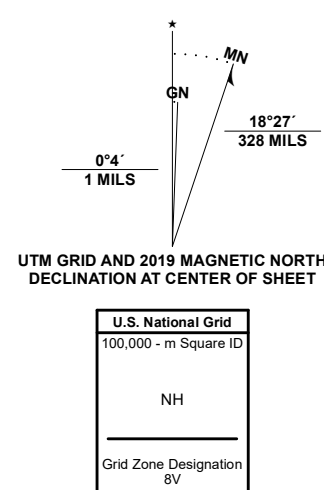 ★
MN
GN
18°27´
328 MILS
0°4´
1 MILS
UTM GRID AND 2019 MAGNETIC NORTH
DECLINATION AT CENTER OF SHEET
U.S. National Grid
100,000 - m Square ID
NH
Grid Zone Designation
8V